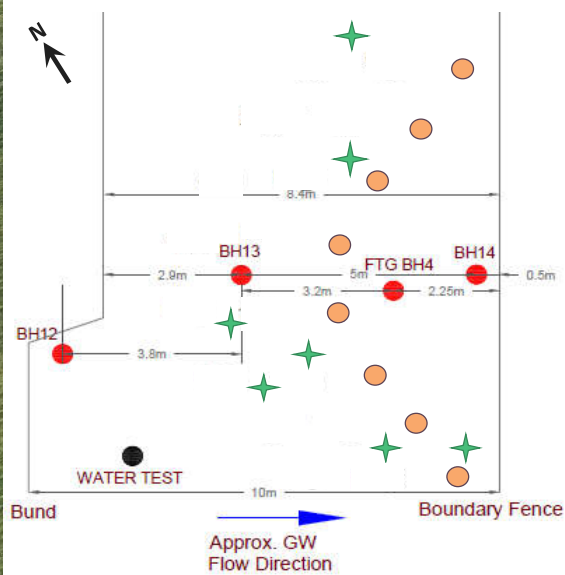 N
8.4m
BH13
BH14
FTG BH4
2.9m
5m
0.5m
3.2m
2.25m
BH12
3.8m
WATER TEST
10m
Bund
Boundary Fence
Approx. GW
Flow Direction